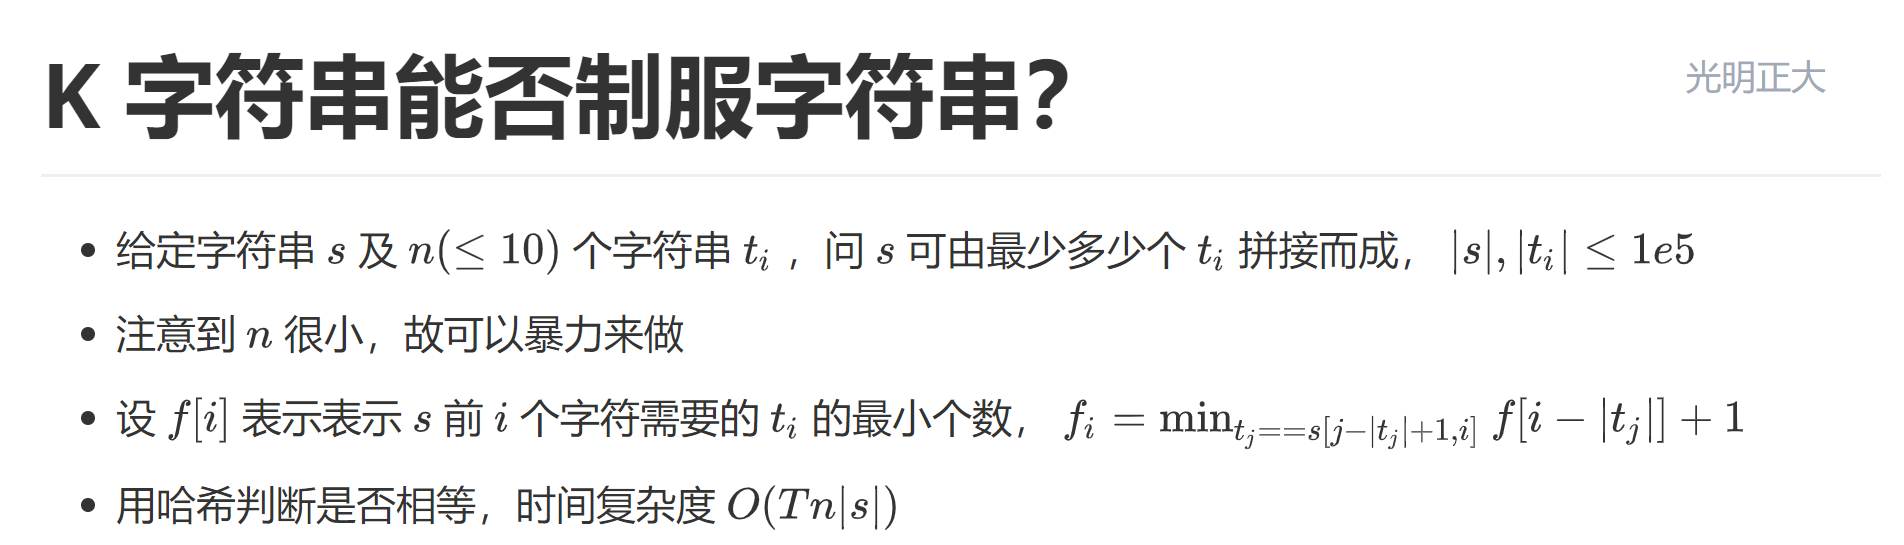 K 字符串能否制服字符串?
光明正大
• 给定字符串 s 及 n(≤ 10) 个字符串 t_i ，问 s 可由最少多少个 t_i 拼接而成， |s|, |t_i| ≤ 1e5
• 注意到 n 很小，故可以暴力来做
• 设 f[i] 表示表示 s 前 i 个字符需要的 t_i 的最小个数， f_i = min_{t_j==s[j−|t_j|+1,i]} f[i − |t_j|] + 1
• 用哈希判断是否相等，时间复杂度 O(Tn|s|)